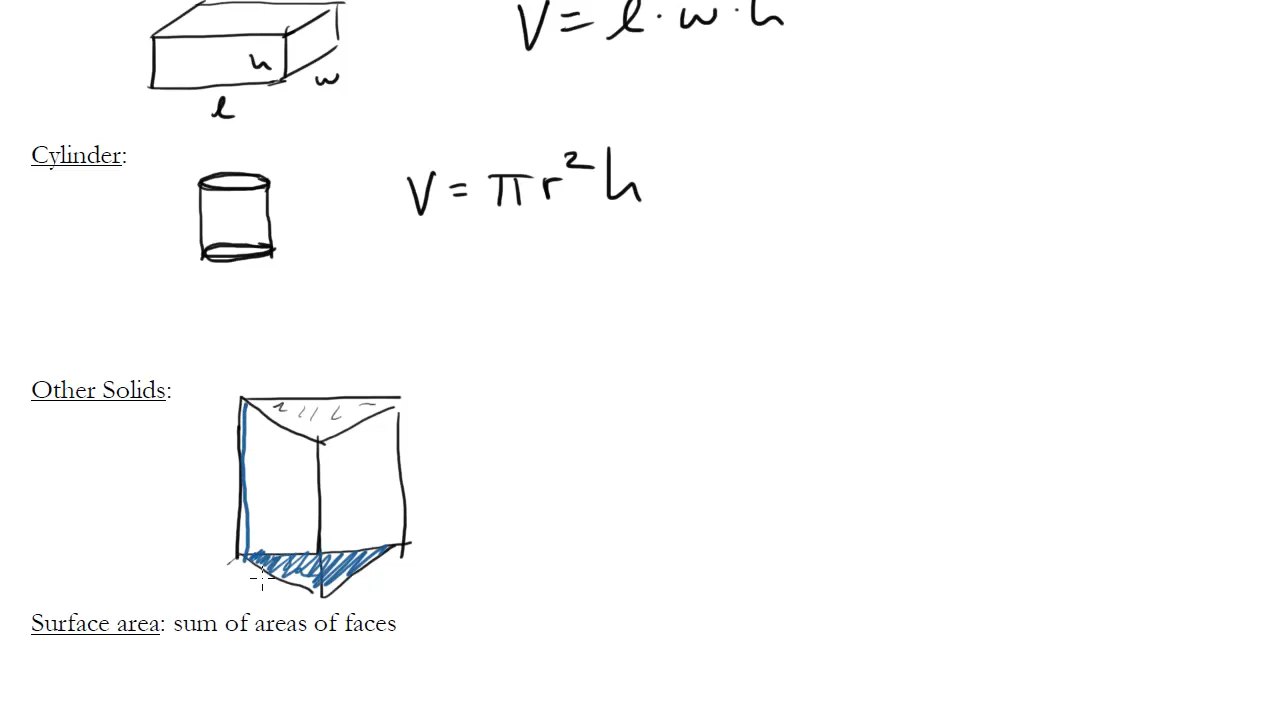 V = l · w · h
h
w
l
Cylinder:
V = πr²h
Other Solids:
Surface area: sum of areas of faces